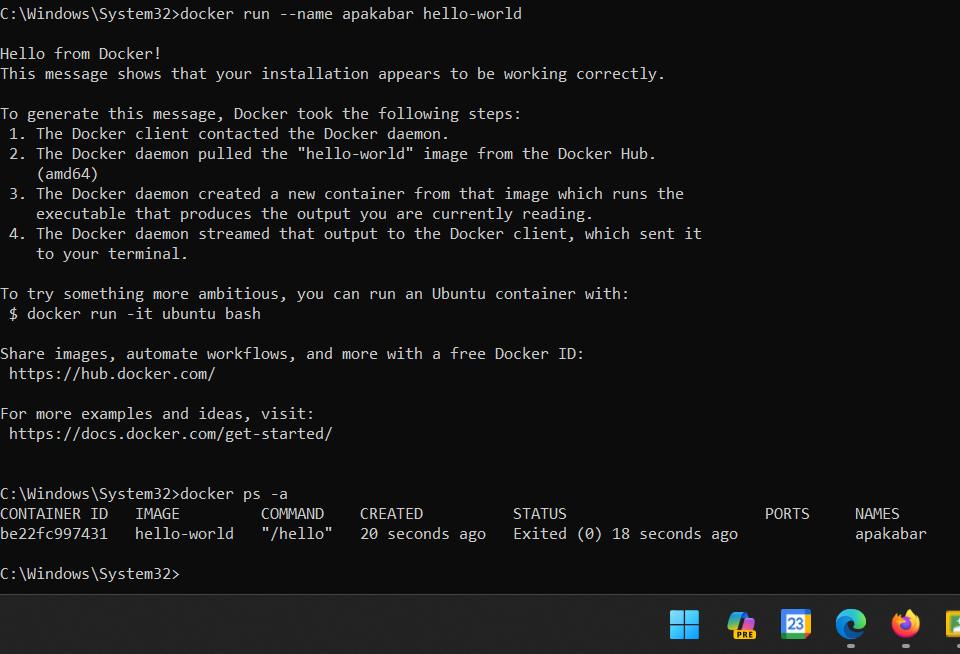 C:\Windows\System32>docker run --name apakabar hello-world
Hello from Docker!
This message shows that your installation appears to be working correctly.
To generate this message, Docker took the following steps:
1. The Docker client contacted the Docker daemon.
2. The Docker daemon pulled the "hello-world" image from the Docker Hub.
(amd64)
3. The Docker daemon created a new container from that image which runs the
executable that produces the output you are currently reading.
4. The Docker daemon streamed that output to the Docker client, which sent it
to your terminal.
To try something more ambitious, you can run an Ubuntu container with:
$ docker run -it ubuntu bash
Share images, automate workflows, and more with a free Docker ID:
https://hub.docker.com/
For more examples and ideas, visit:
https://docs.docker.com/get-started/
C:\Windows\System32>docker ps -a
CONTAINER ID   IMAGE         COMMAND    CREATED          STATUS                      PORTS     NAMES
be22fc997431   hello-world   "/hello"   20 seconds ago   Exited (0) 18 seconds ago             apakabar
C:\Windows\System32>
PRE
23